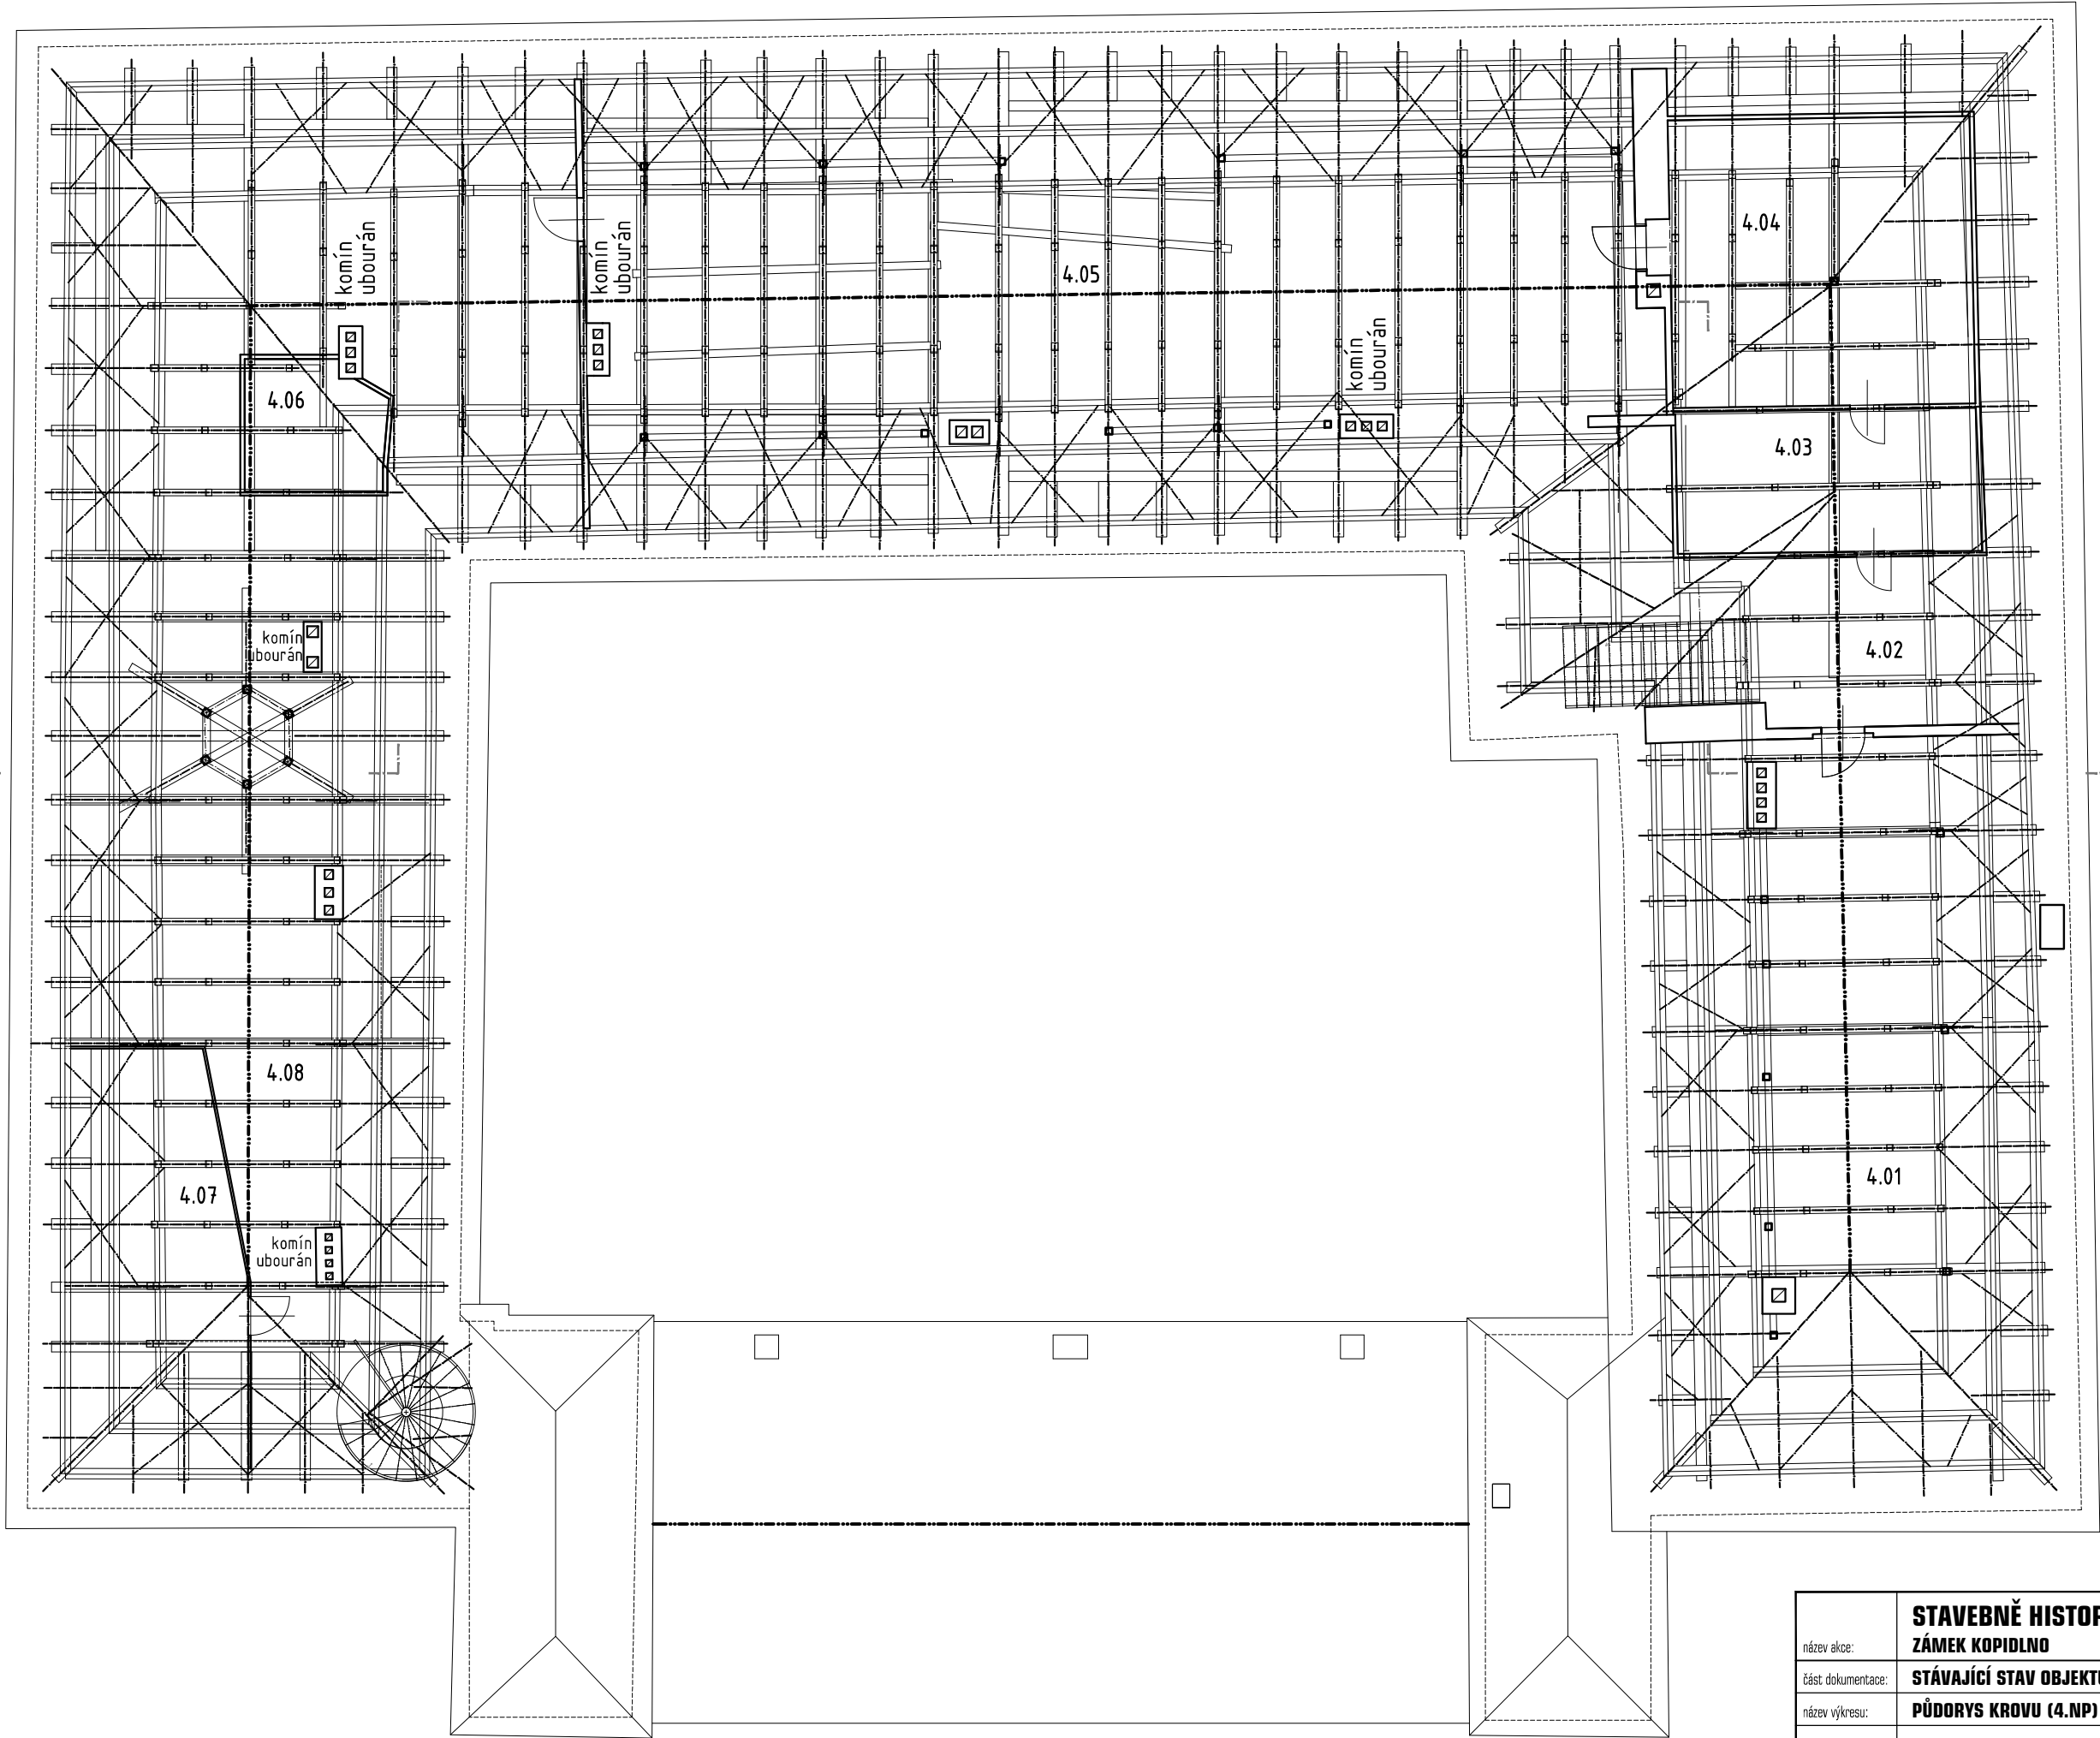 4.04
komín
ubourán
komín
ubourán
4.05
komín
ubourán
4.06
4.03
komín
ubourán
4.02
4.08
4.07
4.01
komín
ubourán
STAVEBNĚ HISTOR
název akce: ZÁMEK KOPIDLNO
část dokumentace: STÁVAJÍCÍ STAV OBJEKTU
název výkresu: PŮDORYS KROVU (4.NP)